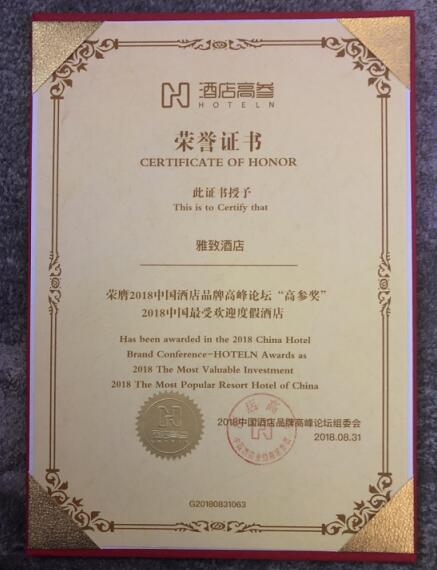 酒店高参
HOTELN
荣誉证书
CERTIFICATE OF HONOR
此证书授予
This is to Certify that
雅致酒店
荣膺2018中国酒店品牌高峰论坛“高参奖”
2018中国最受欢迎度假酒店
Has been awarded in the 2018 China Hotel
Brand Conference-HOTELN Awards as
2018 The Most Valuable Investment
2018 The Most Popular Resort Hotel of China
酒店高参
2018中国酒店品牌高峰论坛组委会
2018.08.31
G20180831063